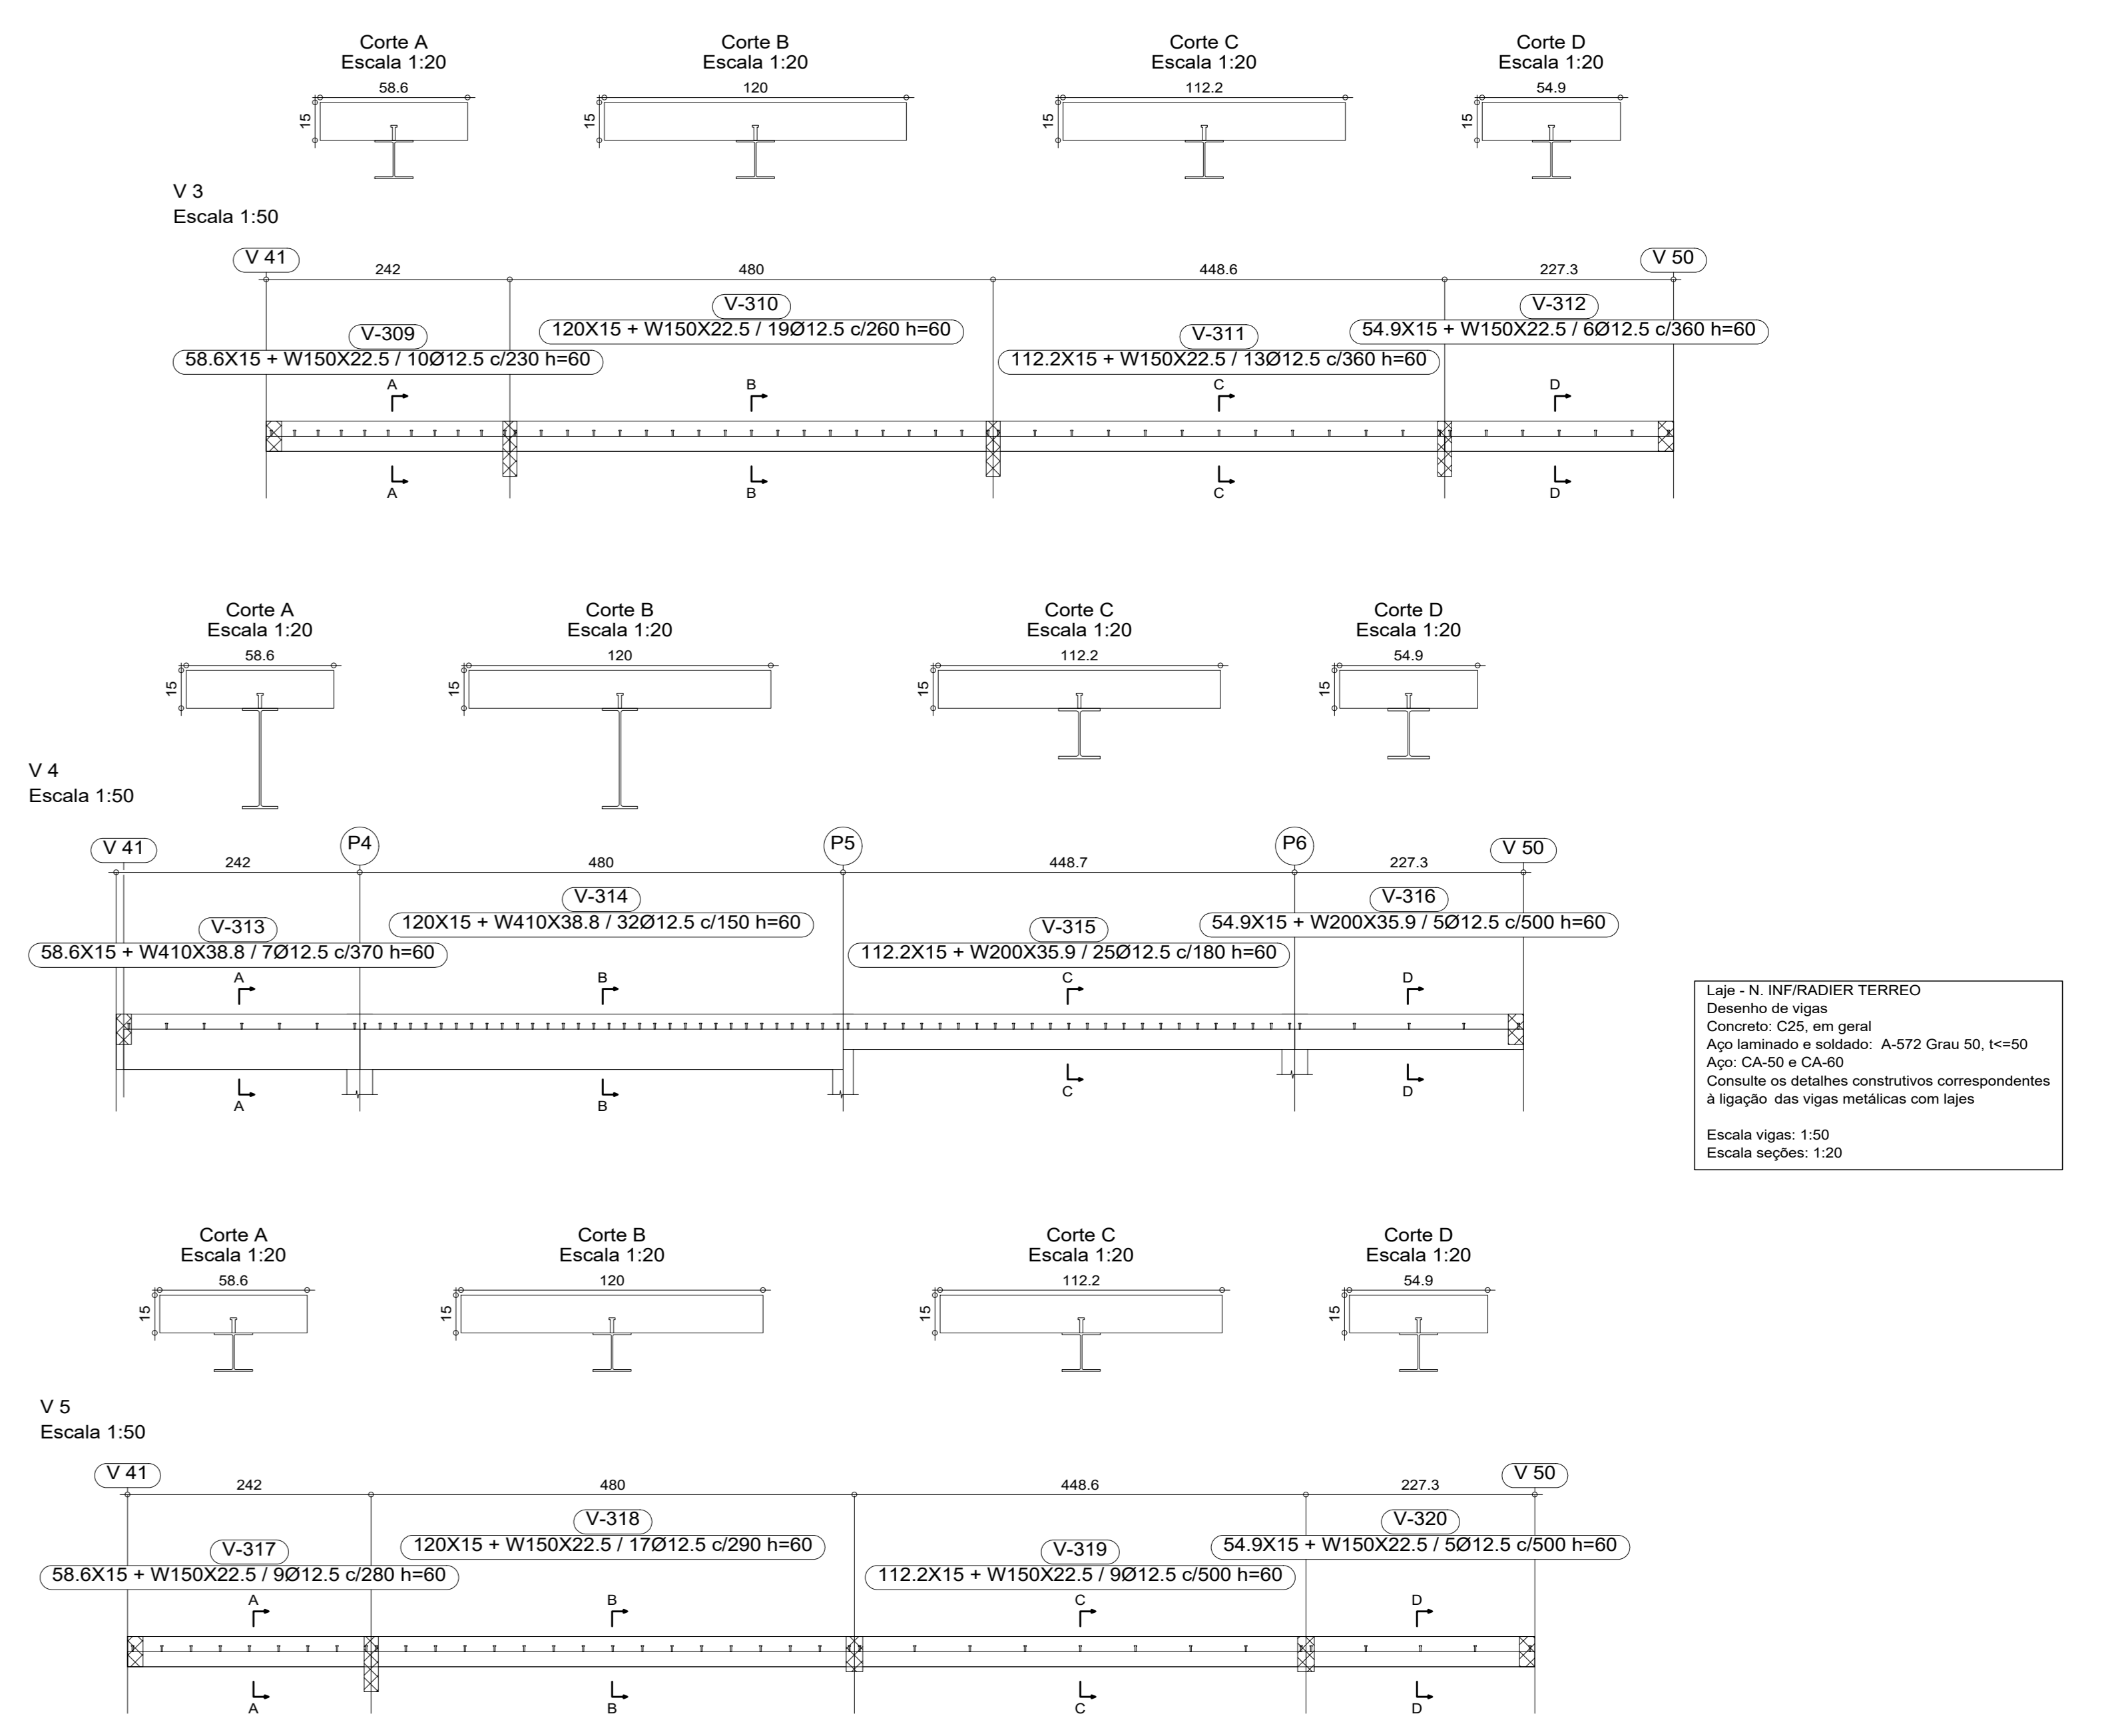 Corte A
Escala 1:20
58.6
15
Corte B
Escala 1:20
120
15
Corte C
Escala 1:20
112.2
15
Corte D
Escala 1:20
54.9
15
V 3
Escala 1:50
V 41
242
480
448.6
227.3
V 50
V-309
58.6X15 + W150X22.5 / 10Ø12.5 c/230 h=60
V-310
120X15 + W150X22.5 / 19Ø12.5 c/260 h=60
V-311
112.2X15 + W150X22.5 / 13Ø12.5 c/360 h=60
V-312
54.9X15 + W150X22.5 / 6Ø12.5 c/360 h=60
A
B
C
D
A
B
C
D
Corte A
Escala 1:20
58.6
15
Corte B
Escala 1:20
120
15
Corte C
Escala 1:20
112.2
15
Corte D
Escala 1:20
54.9
15
V 4
Escala 1:50
V 41
P4
P5
P6
V 50
242
480
448.7
227.3
V-313
58.6X15 + W410X38.8 / 7Ø12.5 c/370 h=60
V-314
120X15 + W410X38.8 / 32Ø12.5 c/150 h=60
V-315
112.2X15 + W200X35.9 / 25Ø12.5 c/180 h=60
V-316
54.9X15 + W200X35.9 / 5Ø12.5 c/500 h=60
A
B
C
D
A
B
C
D
Laje - N. INF/RADIER TERREO
Desenho de vigas
Concreto: C25, em geral
Aço laminado e soldado: A-572 Grau 50, t<=50
Aço: CA-50 e CA-60
Consulte os detalhes construtivos correspondentes
à ligação das vigas metálicas com lajes
Escala vigas: 1:50
Escala seções: 1:20
Corte A
Escala 1:20
58.6
15
Corte B
Escala 1:20
120
15
Corte C
Escala 1:20
112.2
15
Corte D
Escala 1:20
54.9
15
V 5
Escala 1:50
V 41
242
480
448.6
227.3
V 50
V-317
58.6X15 + W150X22.5 / 9Ø12.5 c/280 h=60
V-318
120X15 + W150X22.5 / 17Ø12.5 c/290 h=60
V-319
112.2X15 + W150X22.5 / 9Ø12.5 c/500 h=60
V-320
54.9X15 + W150X22.5 / 5Ø12.5 c/500 h=60
A
B
C
D
A
B
C
D